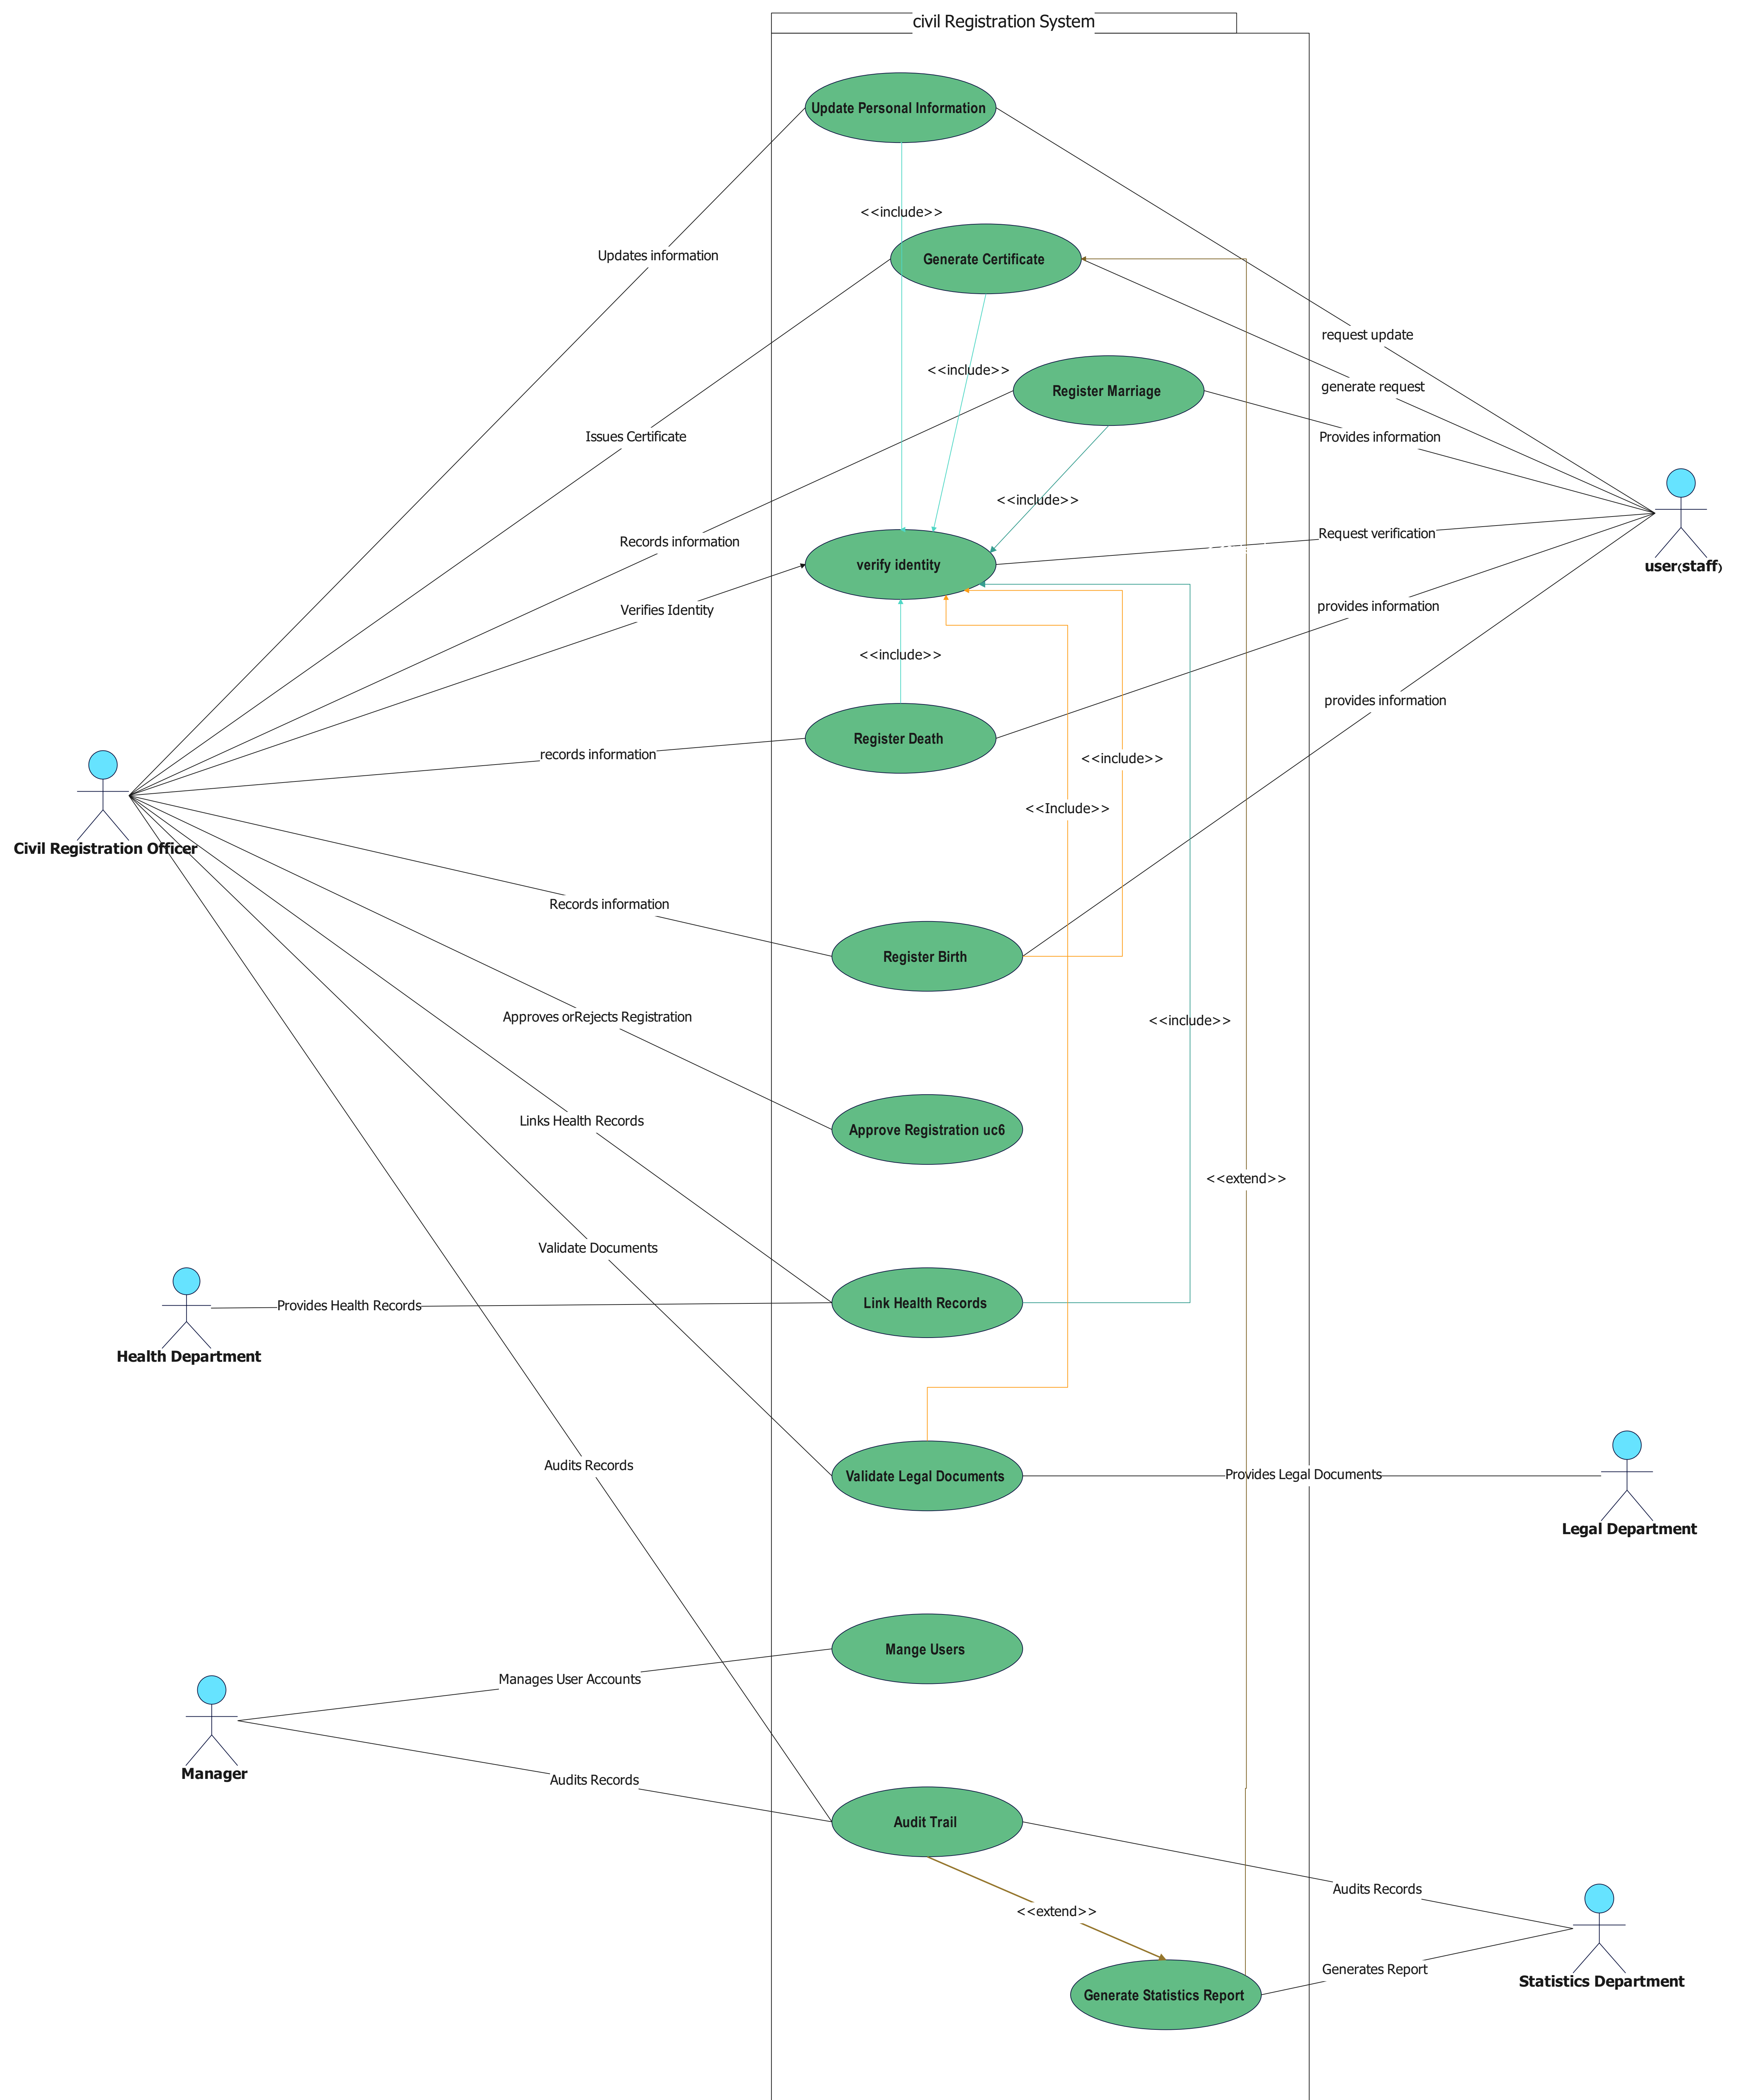 civil Registration System
Update Personal Information
<<include>>
Updates information
Generate Certificate
request update
<<include>>
Register Marriage
generate request
Issues Certificate
Provides information
<<include>>
Request verification
Records information
verify identity
user(staff)
Verifies Identity
provides information
<<include>>
provides information
Register Death
records information
<<include>>
<<Include>>
Civil Registration Officer
Records information
Register Birth
Approves orRejects Registration
<<include>>
Links Health Records
Approve Registration uc6
<<extend>>
Validate Documents
Provides Health Records
Link Health Records
Health Department
Audits Records
Validate Legal Documents
Provides Legal Documents
Legal Department
Mange Users
Manages User Accounts
Manager
Audits Records
Audit Trail
Audits Records
<<extend>>
Generates Report
Statistics Department
Generate Statistics Report